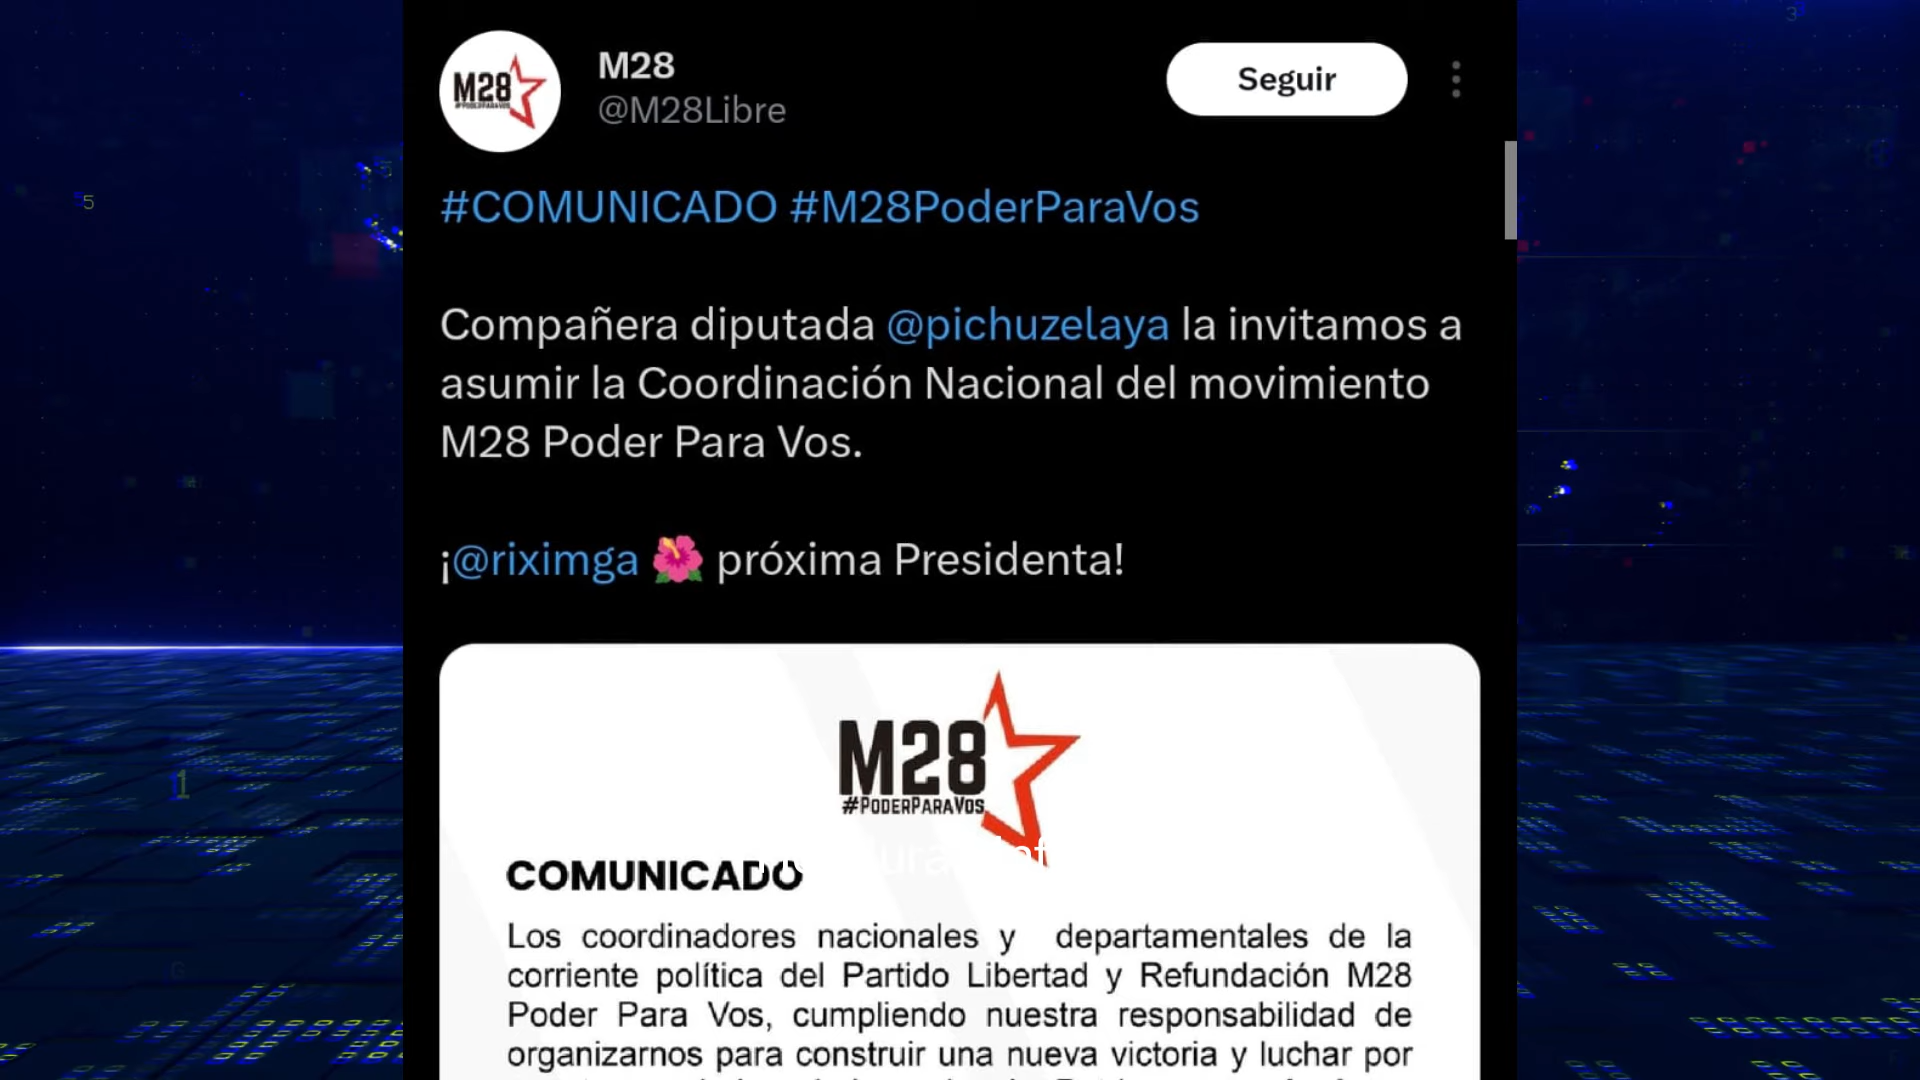 M28
#PODERPARAVOS
M28
@M28Libre
Seguir
#COMUNICADO #M28PoderParaVos
Compañera diputada @pichuzelaya la invitamos a
asumir la Coordinación Nacional del movimiento
M28 Poder Para Vos.
¡@riximga 🌺 próxima Presidenta!
M28
#PODERPARAVOS
COMUNICADO
Los coordinadores nacionales y departamentales de la
corriente política del Partido Libertad y Refundación M28
Poder Para Vos, cumpliendo nuestra responsabilidad de
organizarnos para construir una nueva victoria y luchar por